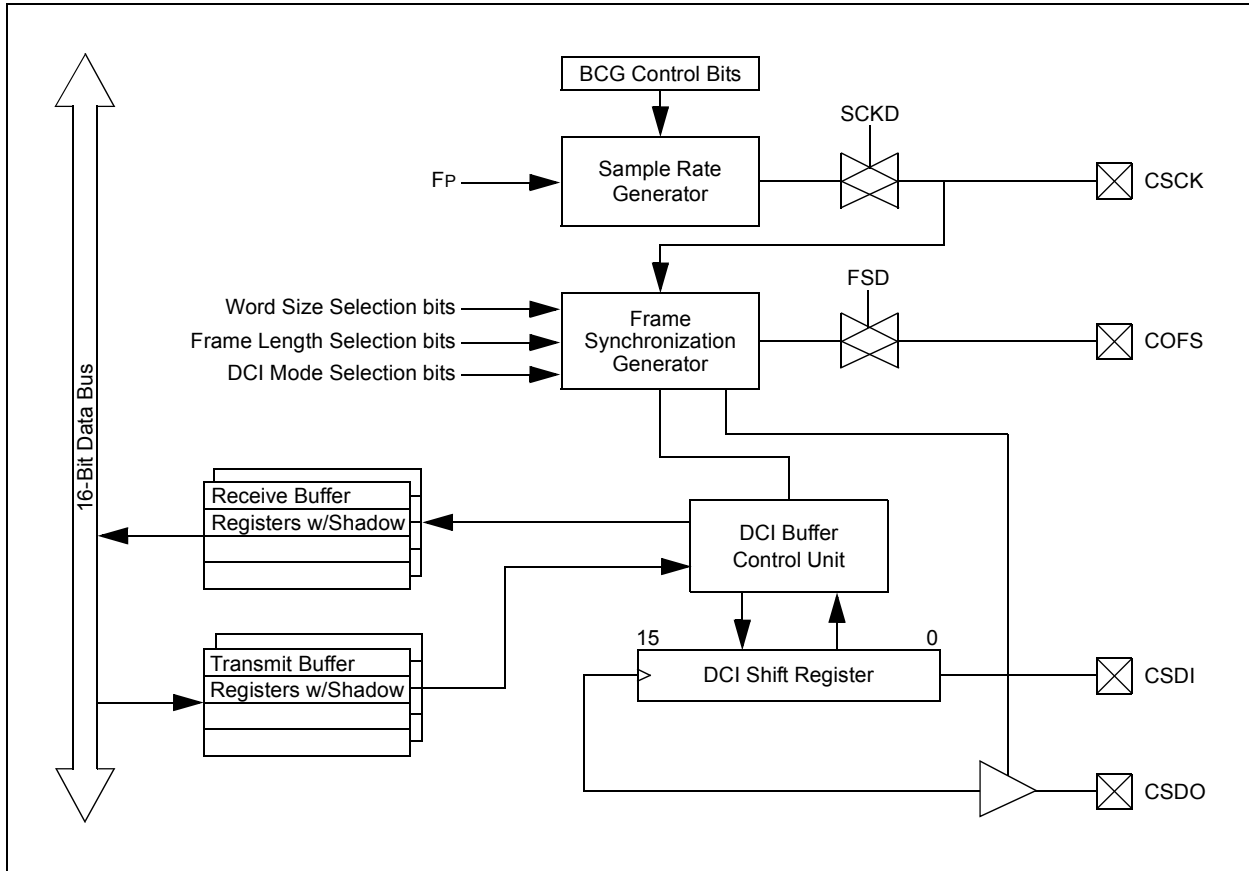 BCG Control Bits
SCKD
FP
Sample Rate
Generator
CSCK
FSD
Word Size Selection bits
Frame Length Selection bits
DCI Mode Selection bits
Frame
Synchronization
Generator
COFS
16-Bit Data Bus
Receive Buffer
Registers w/Shadow
DCI Buffer
Control Unit
15
0
Transmit Buffer
Registers w/Shadow
DCI Shift Register
CSDI
CSDO